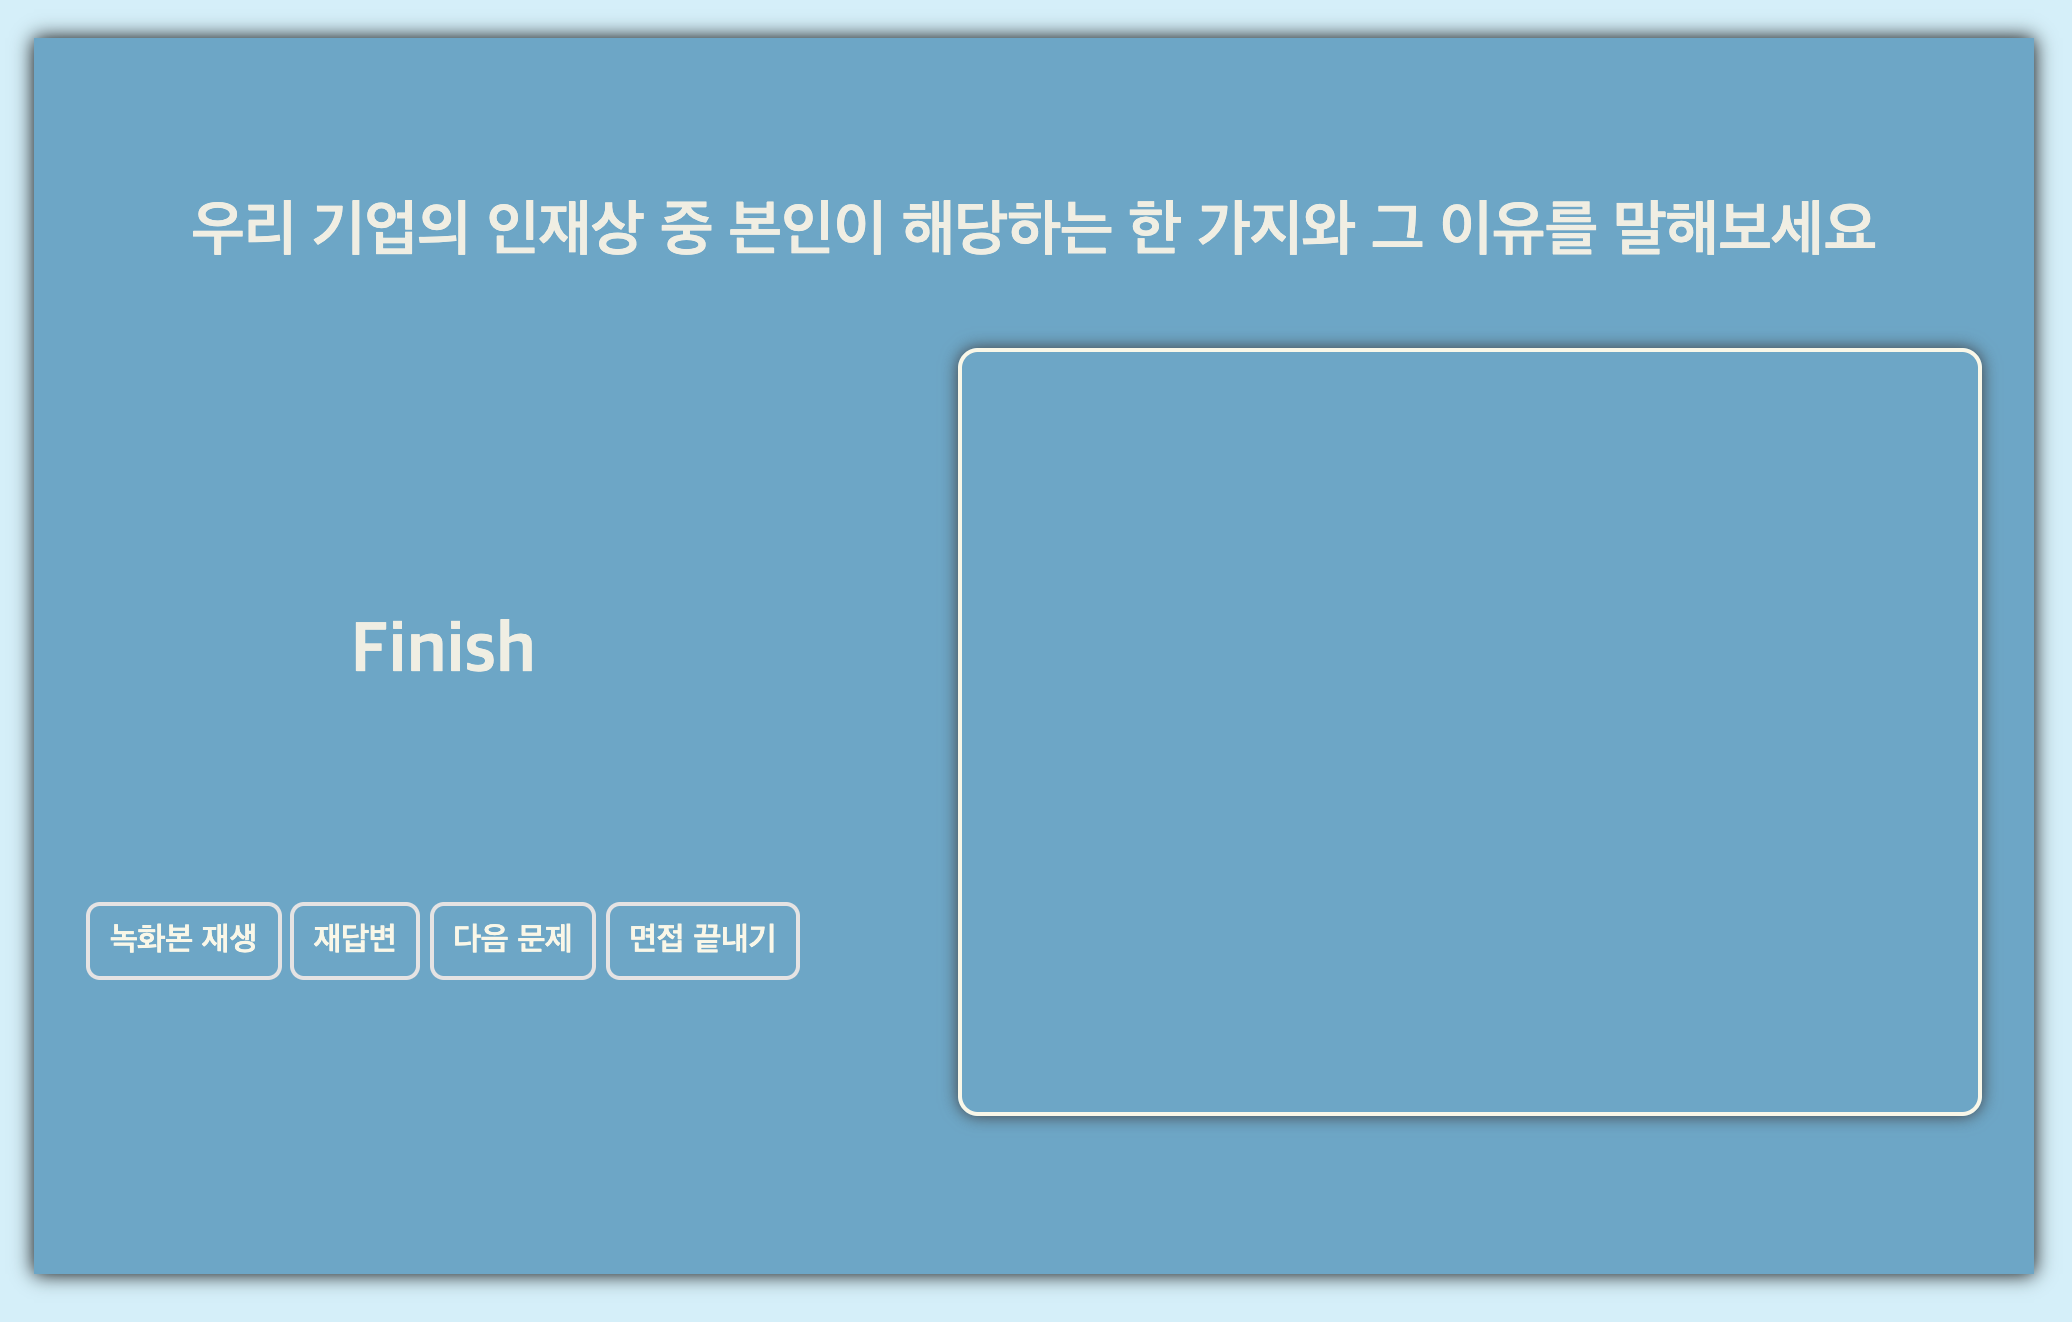 우리 기업의 인재상 중 본인이 해당하는 한 가지와 그 이유를 말해보세요
Finish
녹화본 재생 재답변 다음 문제 면접 끝내기